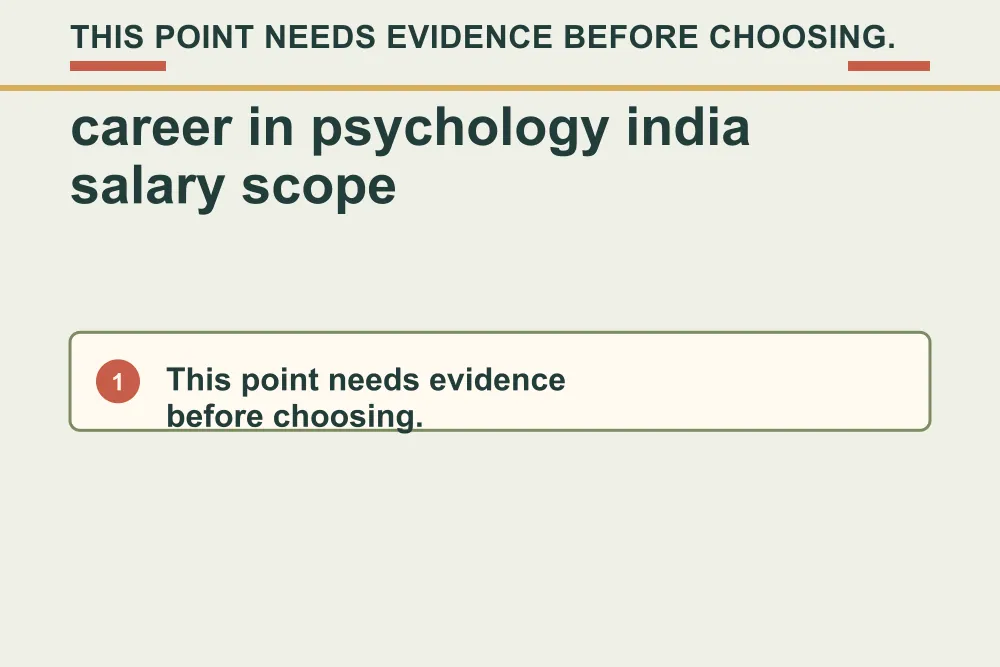 THIS POINT NEEDS EVIDENCE BEFORE CHOOSING.
career in psychology india
salary scope
1
This point needs evidence
before choosing.